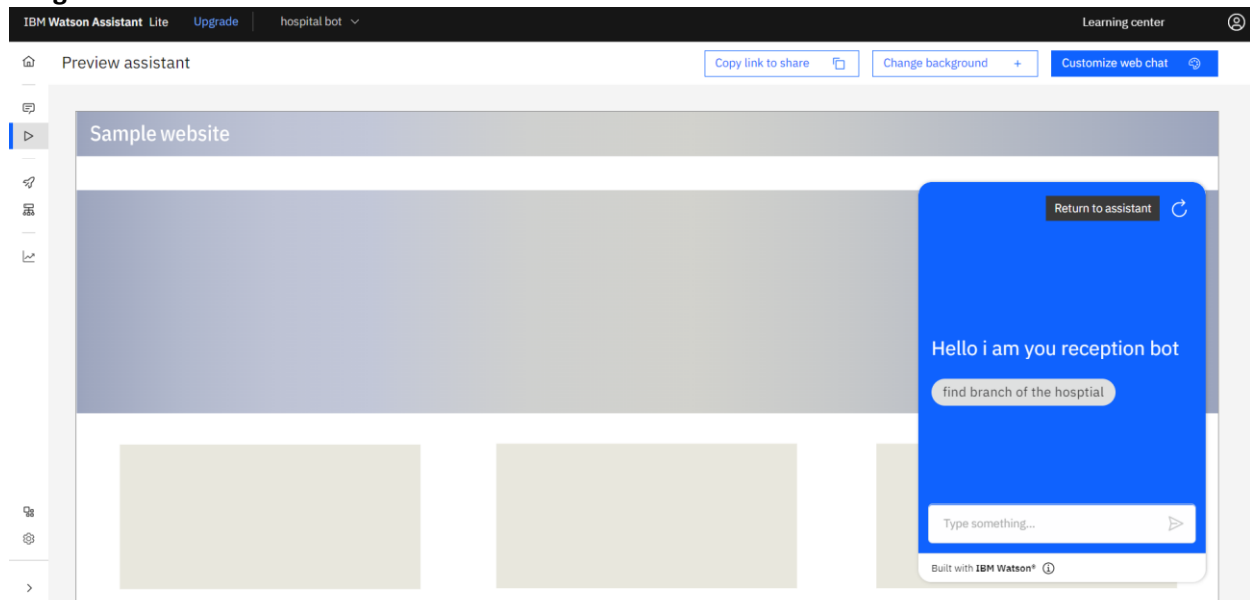 IBM Watson Assistant Lite Upgrade hospital bot Learning center
Preview assistant Copy link to share Change background + Customize web chat
Sample website
Return to assistant
Hello i am you reception bot
find branch of the hosptial
Type something...
Built with IBM Watson®